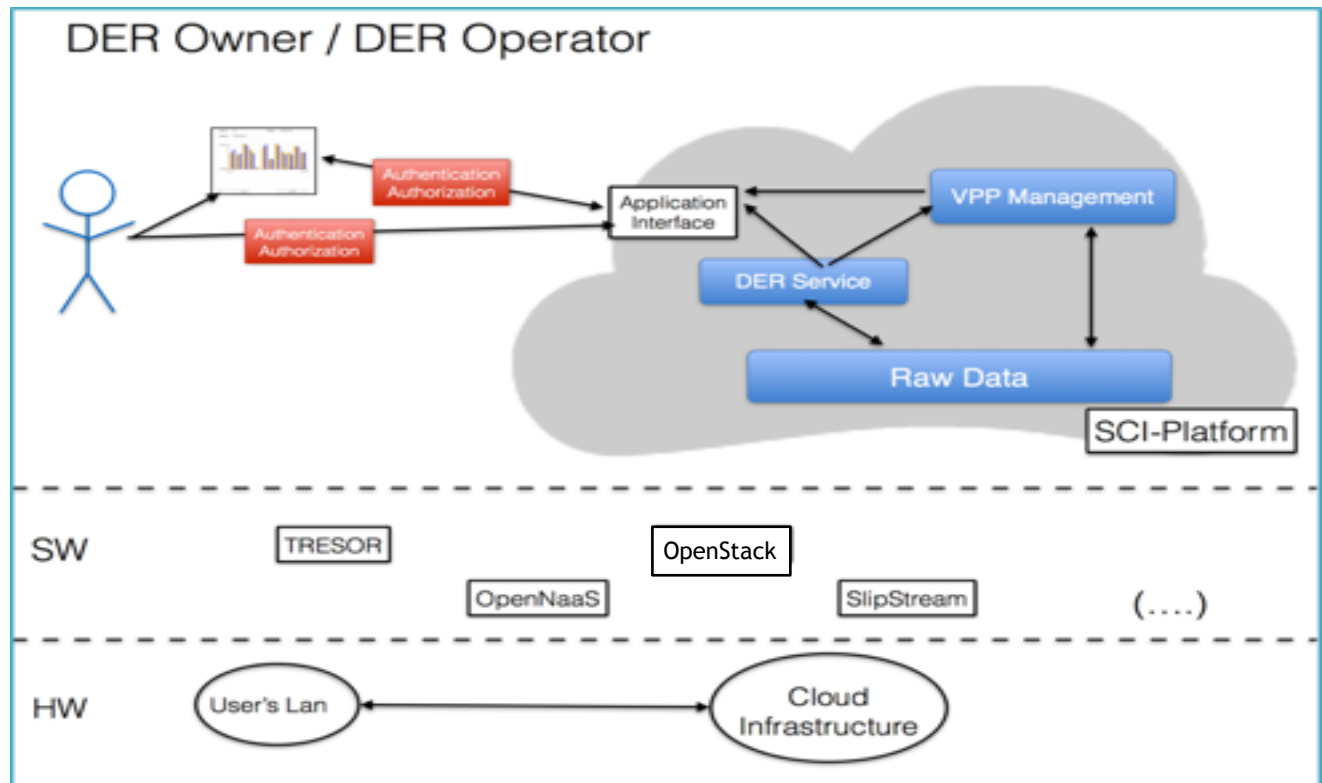 DER Owner / DER Operator
Authentication
Authorization
Authentication
Authorization
Application
Interface
VPP Management
DER Service
Raw Data
SCI-Platform
SW
TRESOR
OpenStack
OpenNaaS
SlipStream
(....)
HW
User's Lan
Cloud
Infrastructure